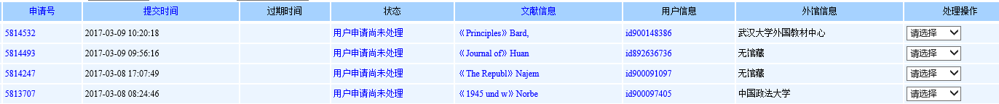 申请号 提交时间 过期时间 状态 文献信息 用户信息 外馆信息 处理操作
5814532 2017-03-09 10:20:18 用户申请尚未处理 《Principles》Bard, id900148386 武汉大学外国教材中心 请选择
5814493 2017-03-09 09:56:16 用户申请尚未处理 《Journal of》Huan id892636736 无馆藏 请选择
5814247 2017-03-08 17:07:49 用户申请尚未处理 《The Republ》Najem id900091097 无馆藏 请选择
5813707 2017-03-08 08:24:46 用户申请尚未处理 《1945 und w》Norbe id900097405 中国政法大学 请选择